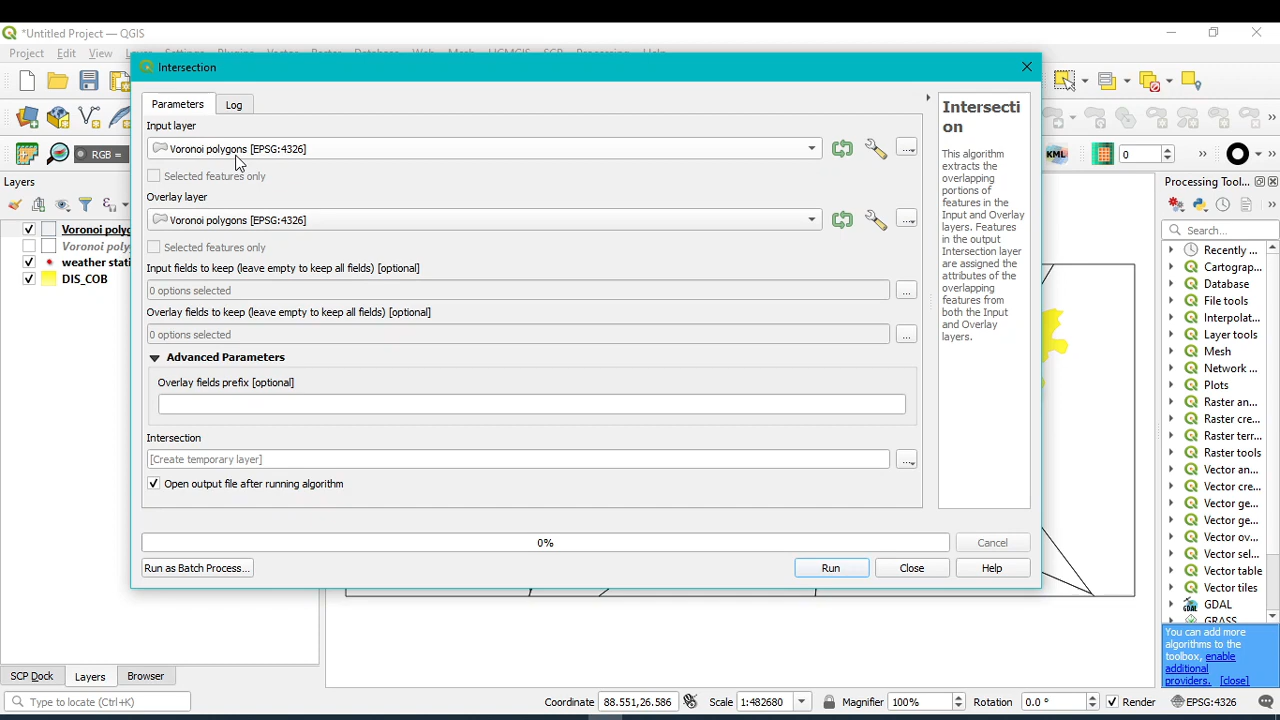 *Untitled Project — QGIS
Project Edit View
Intersection
Parameters
Log
Input layer
Voronoi polygons [EPSG:4326]
Selected features only
Overlay layer
Voronoi polygons [EPSG:4326]
Selected features only
Input fields to keep (leave empty to keep all fields) [optional]
0 options selected
...
Overlay fields to keep (leave empty to keep all fields) [optional]
0 options selected
...
Advanced Parameters
Overlay fields prefix [optional]
Intersection
[Create temporary layer]
Open output file after running algorithm
0%
Cancel
Run as Batch Process...
Run
Close
Help
Intersecti
on
This algorithm
extracts the
overlapping
portions of
features in the
Input and Overlay
layers. Features
in the output
Intersection layer
are assigned the
attributes of the
overlapping
features from
both the Input
and Overlay
layers.
RGB =
KML
0
Layers
Voronoi polyg
Voronoi poly
weather stati
DIS_COB
SCP Dock
Layers
Browser
Processing Tool...
Search...
Recently ...
Cartograp...
Database
File tools
Interpolat...
Layer tools
Mesh
Network ...
Plots
Raster an...
Raster cre...
Raster terr...
Raster tools
Vector an...
Vector cre...
Vector ge...
Vector ge...
Vector ov...
Vector sel...
Vector table
Vector tiles
GDAL
GRASS
You can add more
algorithms to the
toolbox, enable
additional
providers. [close]
Type to locate (Ctrl+K)
Coordinate 88.551,26.586
Scale 1:482680
Magnifier 100%
Rotation 0.0 °
Render
EPSG:4326